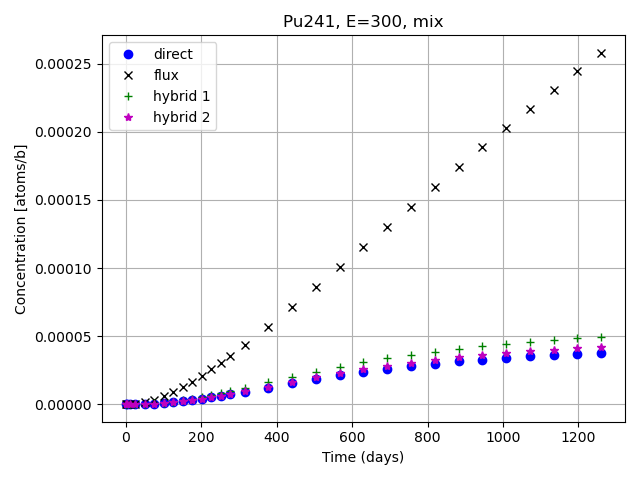 Pu241, E=300, mix
direct
flux
hybrid 1
hybrid 2
Concentration [atoms/b]
0.00025
0.00020
0.00015
0.00010
0.00005
0.00000
0 200 400 600 800 1000 1200
Time (days)